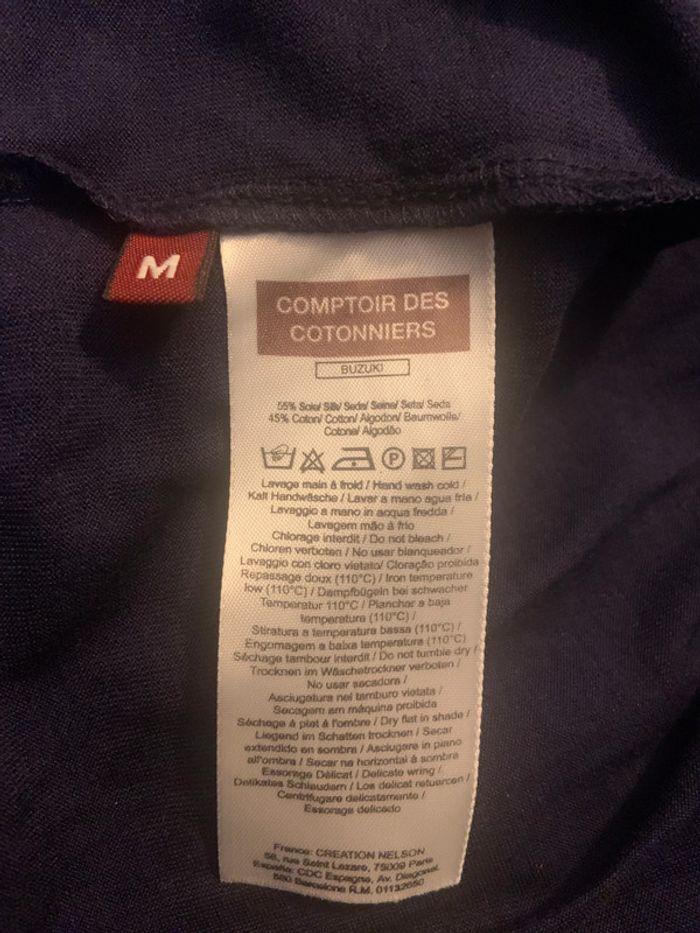 M
COMPTOIR DES
COTONNIERS
BUZUKI
55% Soie/ Silk/ Seda/ Seine/ Seta/ Seda
45% Coton/ Cotton/ Algodon/ Baumwolle/
Cotone/ Algodão
P
Lavage main à froid / Hand wash cold /
Kalt Handwäsche / Lavar a mano agua fria /
Lavaggio a mano in acqua fredda /
Lavagem mão à frio
Chlorage interdit / Do not bleach /
Chloren verboten / No usar blanqueador /
Lavaggio con cloro vietato/ Cloração proibida
Repassage doux (110°C) / Iron temperature
low (110°C) / Dampfbügeln bei schwacher
Temperatur 110°C / Planchar a baja
temperatura (110°C) /
Stiratura a temperatura bassa (110°C) /
Engomagem a baixa temperatura (110°C)
Séchage tambour interdit / Do not tumble dry /
Trocknen im Wäschetrockner verboten /
No usar secadora /
Asciugatura nel tamburo vietata /
Secagem em máquina proibida
Séchage à plat à l'ombre / Dry flat in shade /
Liegend im Schatten trocknen / Secar
extendido en sombra / Asciugare in piano
all'ombra / Secar na horizontal à sombra
Essorage Délicat / Delicate wring /
Delikates Schleudern / Los delicat retuercen /
Centrifugare delicatamente /
Essorage delicado
France: CREATION NELSON
58, rue Saint Lazare, 75009 Paris
España: CDC Espagne, Av. Diagonal
580 Barcelone R.M. 01132650